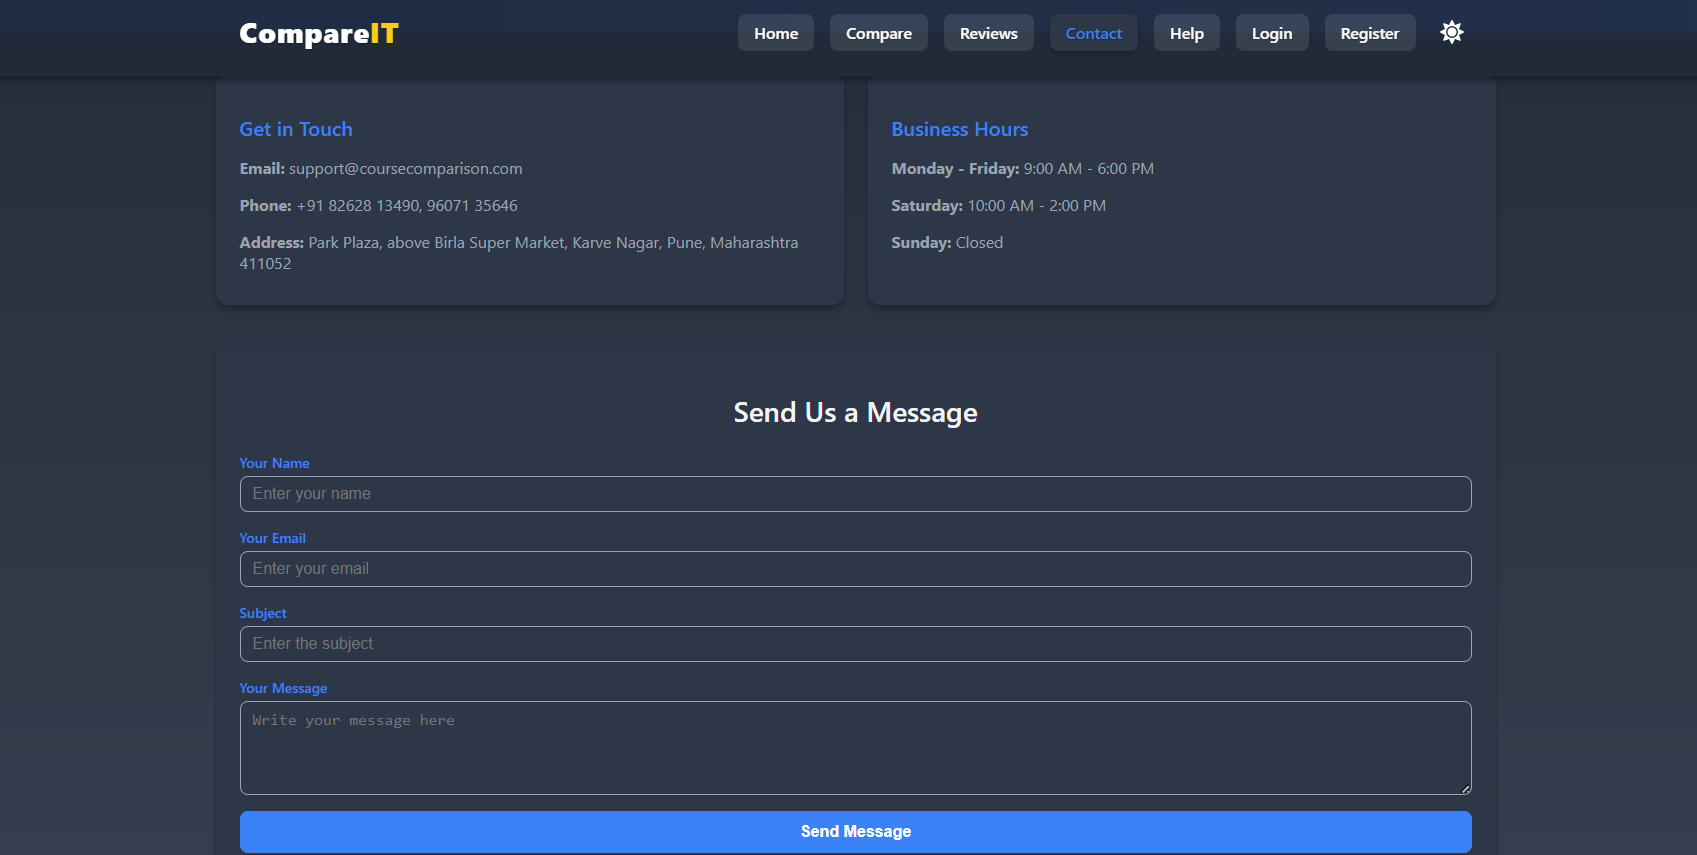 CompareIT
Home
Compare
Reviews
Contact
Help
Login
Register
Get in Touch
Email: support@coursecomparison.com
Phone: +91 82628 13490, 96071 35646
Address: Park Plaza, above Birla Super Market, Karve Nagar, Pune, Maharashtra
411052
Business Hours
Monday - Friday: 9:00 AM - 6:00 PM
Saturday: 10:00 AM - 2:00 PM
Sunday: Closed
Send Us a Message
Your Name
Enter your name
Your Email
Enter your email
Subject
Enter the subject
Your Message
Write your message here
Send Message